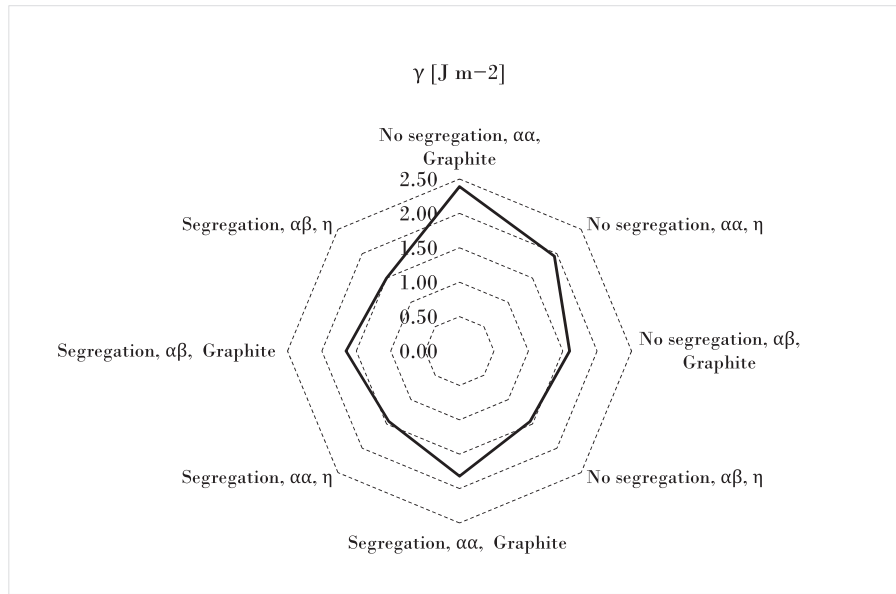 γ [J m−2]
No segregation, αα,
Graphite
2.50
Segregation, αβ, η
2.00
No segregation, αα, η
1.50
1.00
0.50
Segregation, αβ, Graphite
0.00
No segregation, αβ,
Graphite
Segregation, αα, η
No segregation, αβ, η
Segregation, αα, Graphite